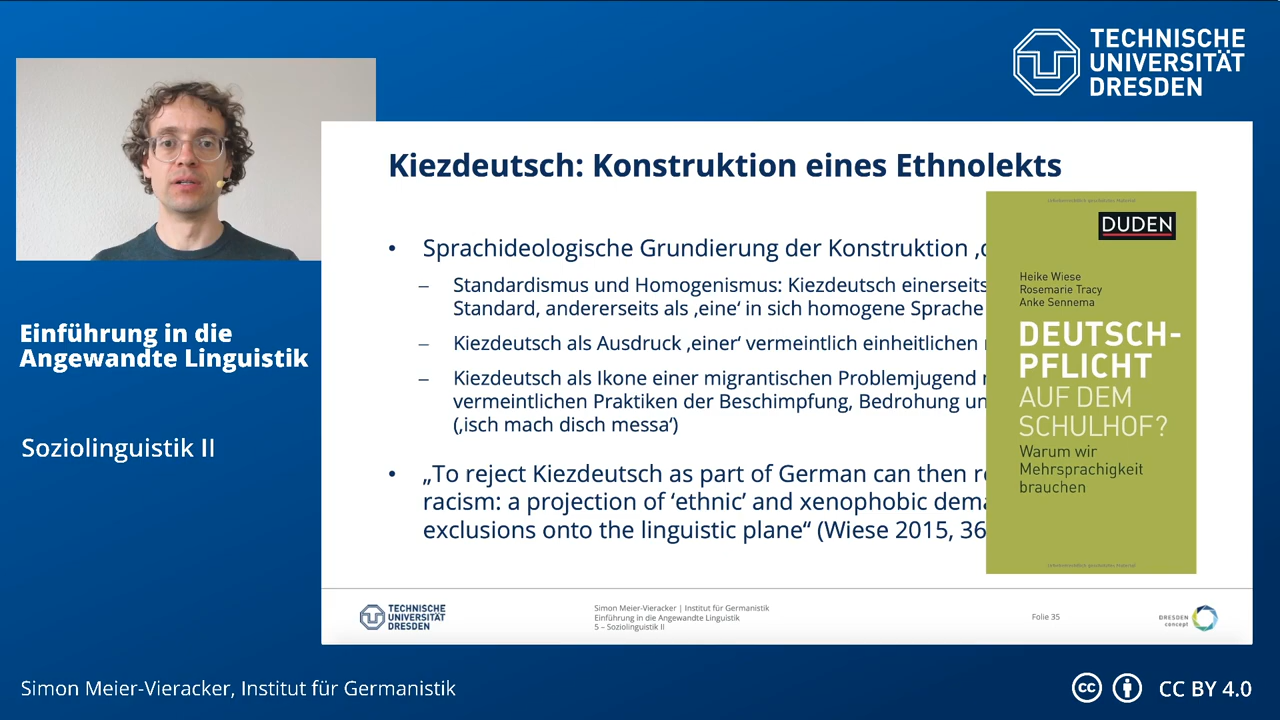 TECHNISCHE
UNIVERSITÄT
DRESDEN
Kiezdeutsch: Konstruktion eines Ethnolekts
Sprachideologische Grundierung der Konstruktion ‚
Standardismus und Homogenismus: Kiezdeutsch einerseits
Standard, andererseits als ‚eine‘ in sich homogene Sprache
Kiezdeutsch als Ausdruck ‚einer‘ vermeintlich einheitlichen
Kiezdeutsch als Ikone einer migrantischen Problemjugend
vermeintlichen Praktiken der Beschimpfung, Bedrohung
(‚isch mach disch messa‘)
„To reject Kiezdeutsch as part of German can then
racism: a projection of ‘ethnic’ and xenophobic
exclusions onto the linguistic plane“ (Wiese 2015, 36
DUDEN
Heike Wiese
Rosemarie Tracy
Anke Sennema
DEUTSCH-
PFLICHT
AUF DEM
SCHULHOF?
Warum wir
Mehrsprachigkeit
brauchen
Einführung in die
Angewandte Linguistik
Soziolinguistik II
TECHNISCHE
UNIVERSITÄT
DRESDEN
Simon Meier-Vieracker | Institut für Germanistik
Einführung in die Angewandte Linguistik
5 – Soziolinguistik II
Folie 35
DRESDEN
concept
Simon Meier-Vieracker, Institut für Germanistik
cc
CC BY 4.0